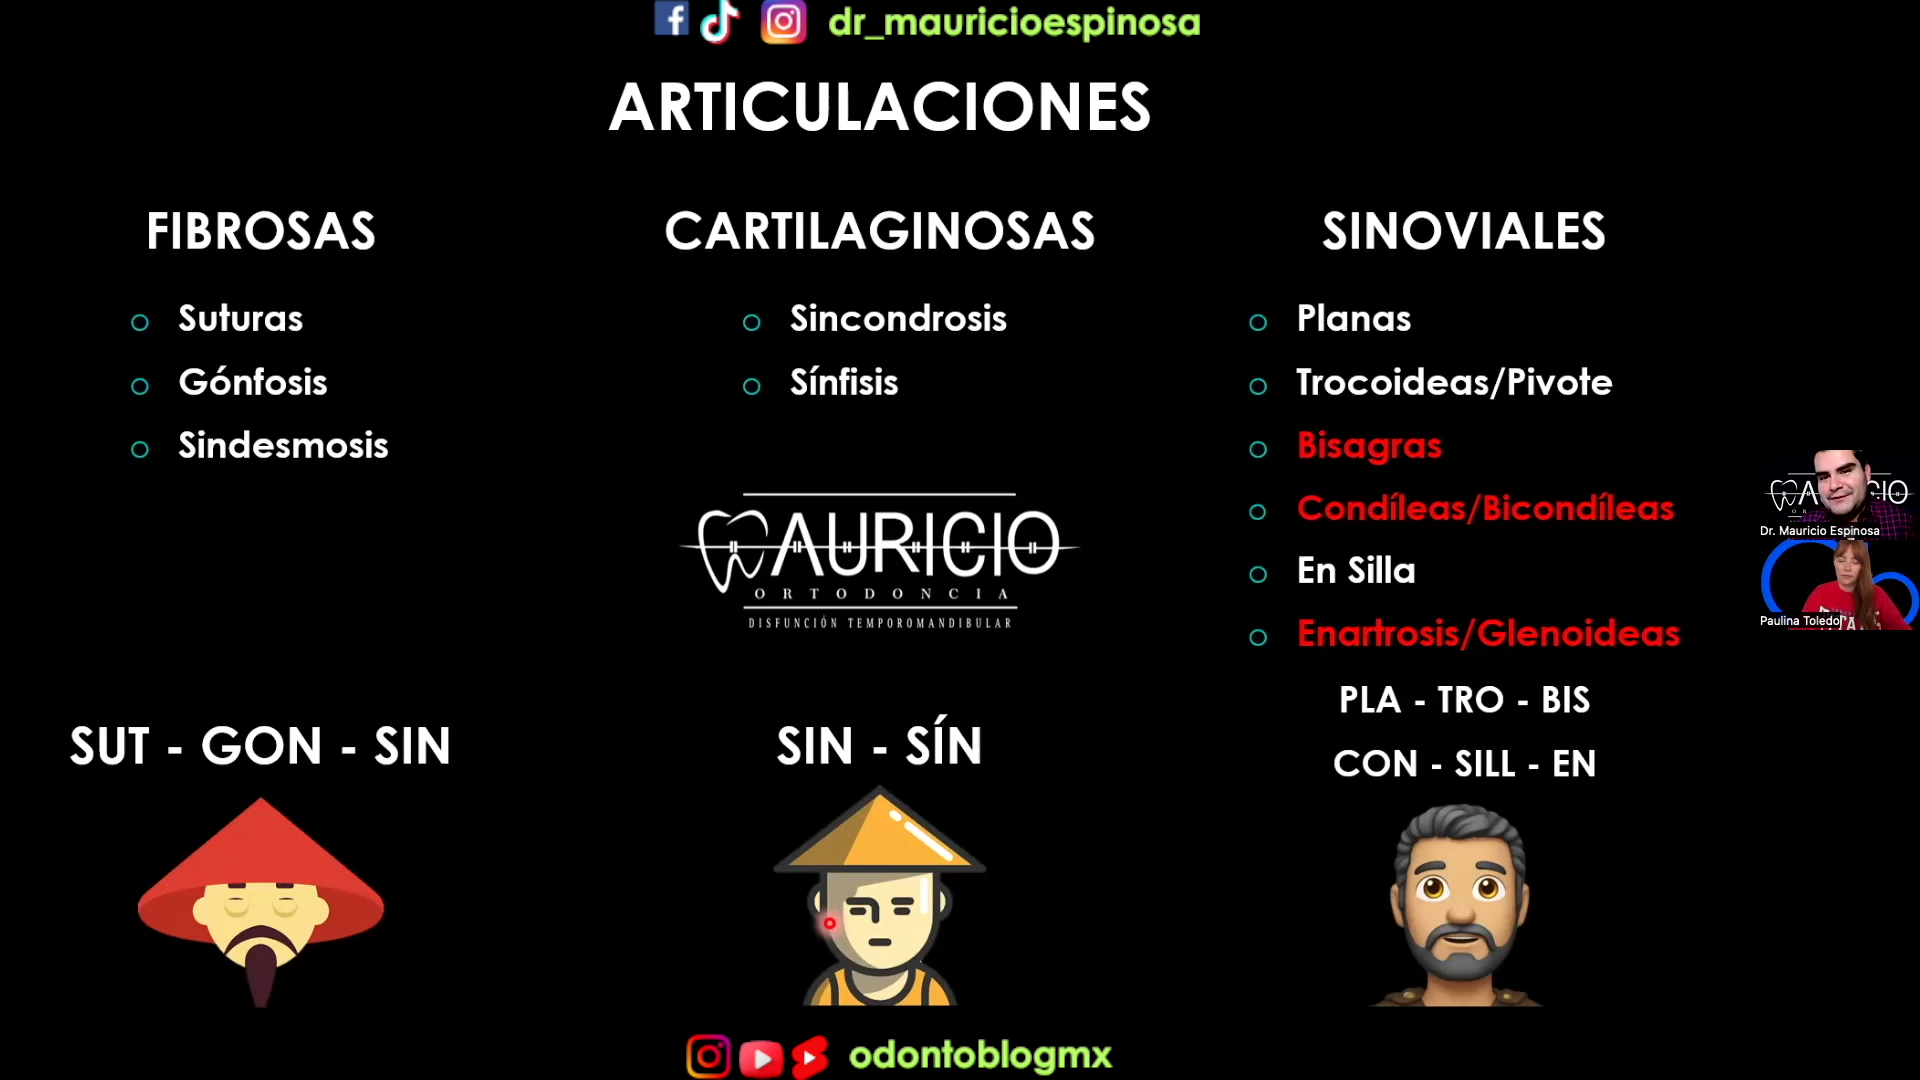 dr_mauricioespinosa
ARTICULACIONES
FIBROSAS
Suturas
Gónfosis
Sindesmosis
SUT - GON - SIN
CARTILAGINOSAS
Sincondrosis
Sínfisis
MAURICIO
ORTODONCIA
DISFUNCIÓN TEMPOROMANDIBULAR
SIN - SÍN
SINOVIALES
Planas
Trocoideas/Pivote
Bisagras
Condíleas/Bicondíleas
En Silla
Enartrosis/Glenoideas
PLA - TRO - BIS
CON - SILL - EN
Dr. Mauricio Espinosa
Paulina Toledo
odontoblogmx